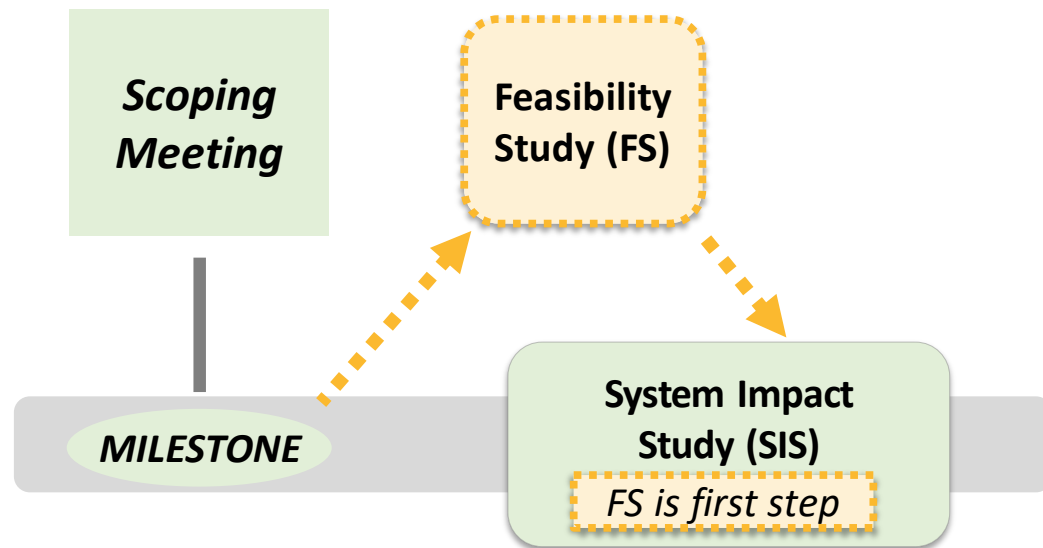 Scoping
Meeting
Feasibility
Study (FS)
MILESTONE
System Impact
Study (SIS)
FS is first step